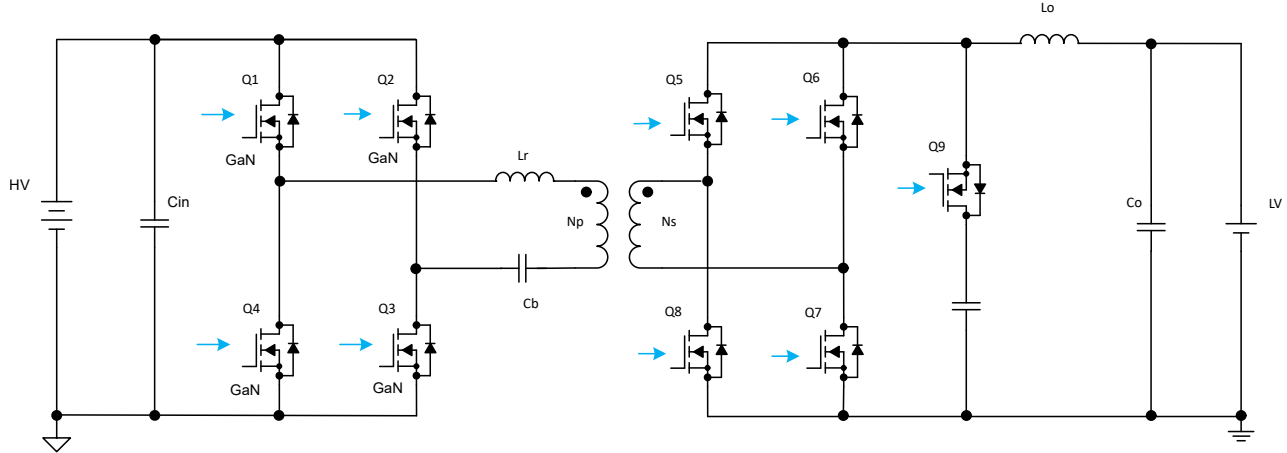 Lo
Q1
Q2
Q5
Q6
GaN
GaN
Q9
Lr
HV
Cin
Np
Ns
Co
LV
Cb
Q4
Q3
Q8
Q7
GaN
GaN